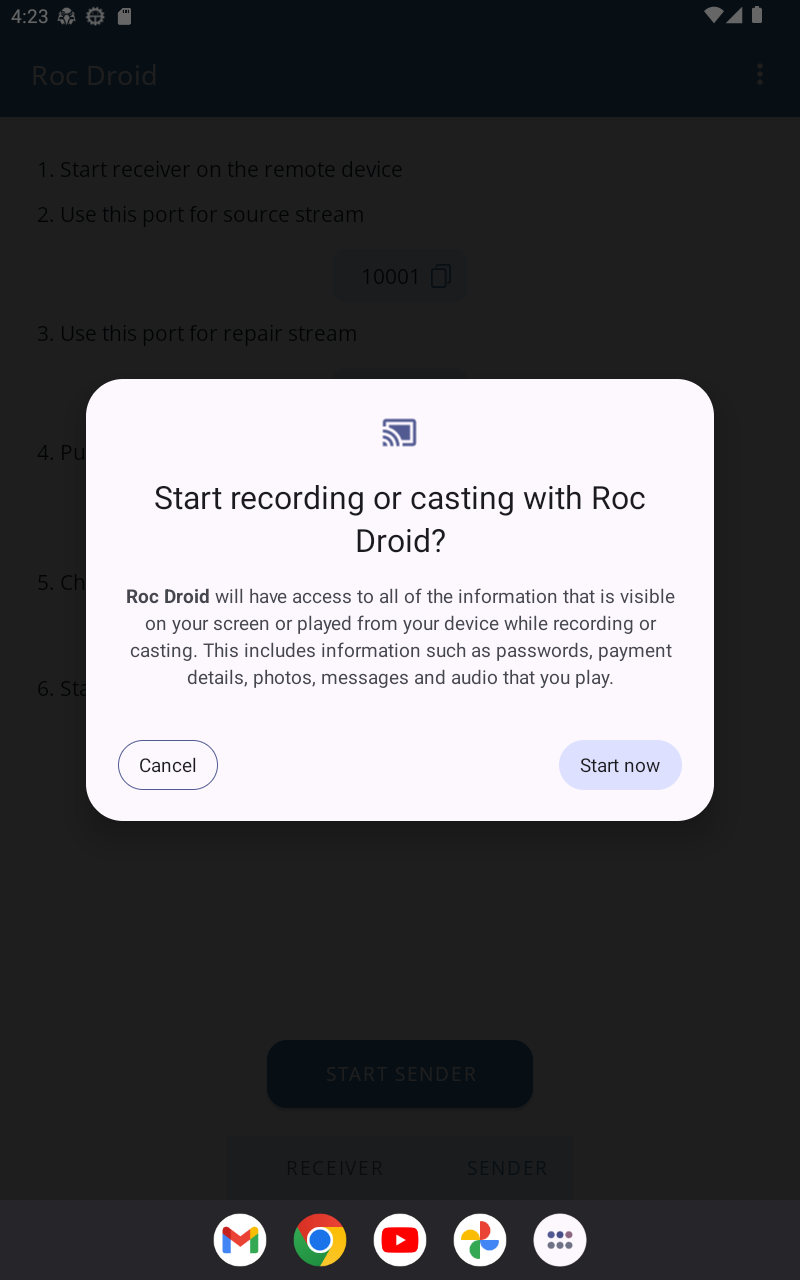 4:23
Roc Droid
1. Start receiver on the remote device
2. Use this port for source stream
10001
3. Use this port for repair stream
4. Pu
5. Ch
6. Sta
Start recording or casting with Roc
Droid?
Roc Droid will have access to all of the information that is visible
on your screen or played from your device while recording or
casting. This includes information such as passwords, payment
details, photos, messages and audio that you play.
Cancel
Start now
START SENDER
RECEIVER
SENDER